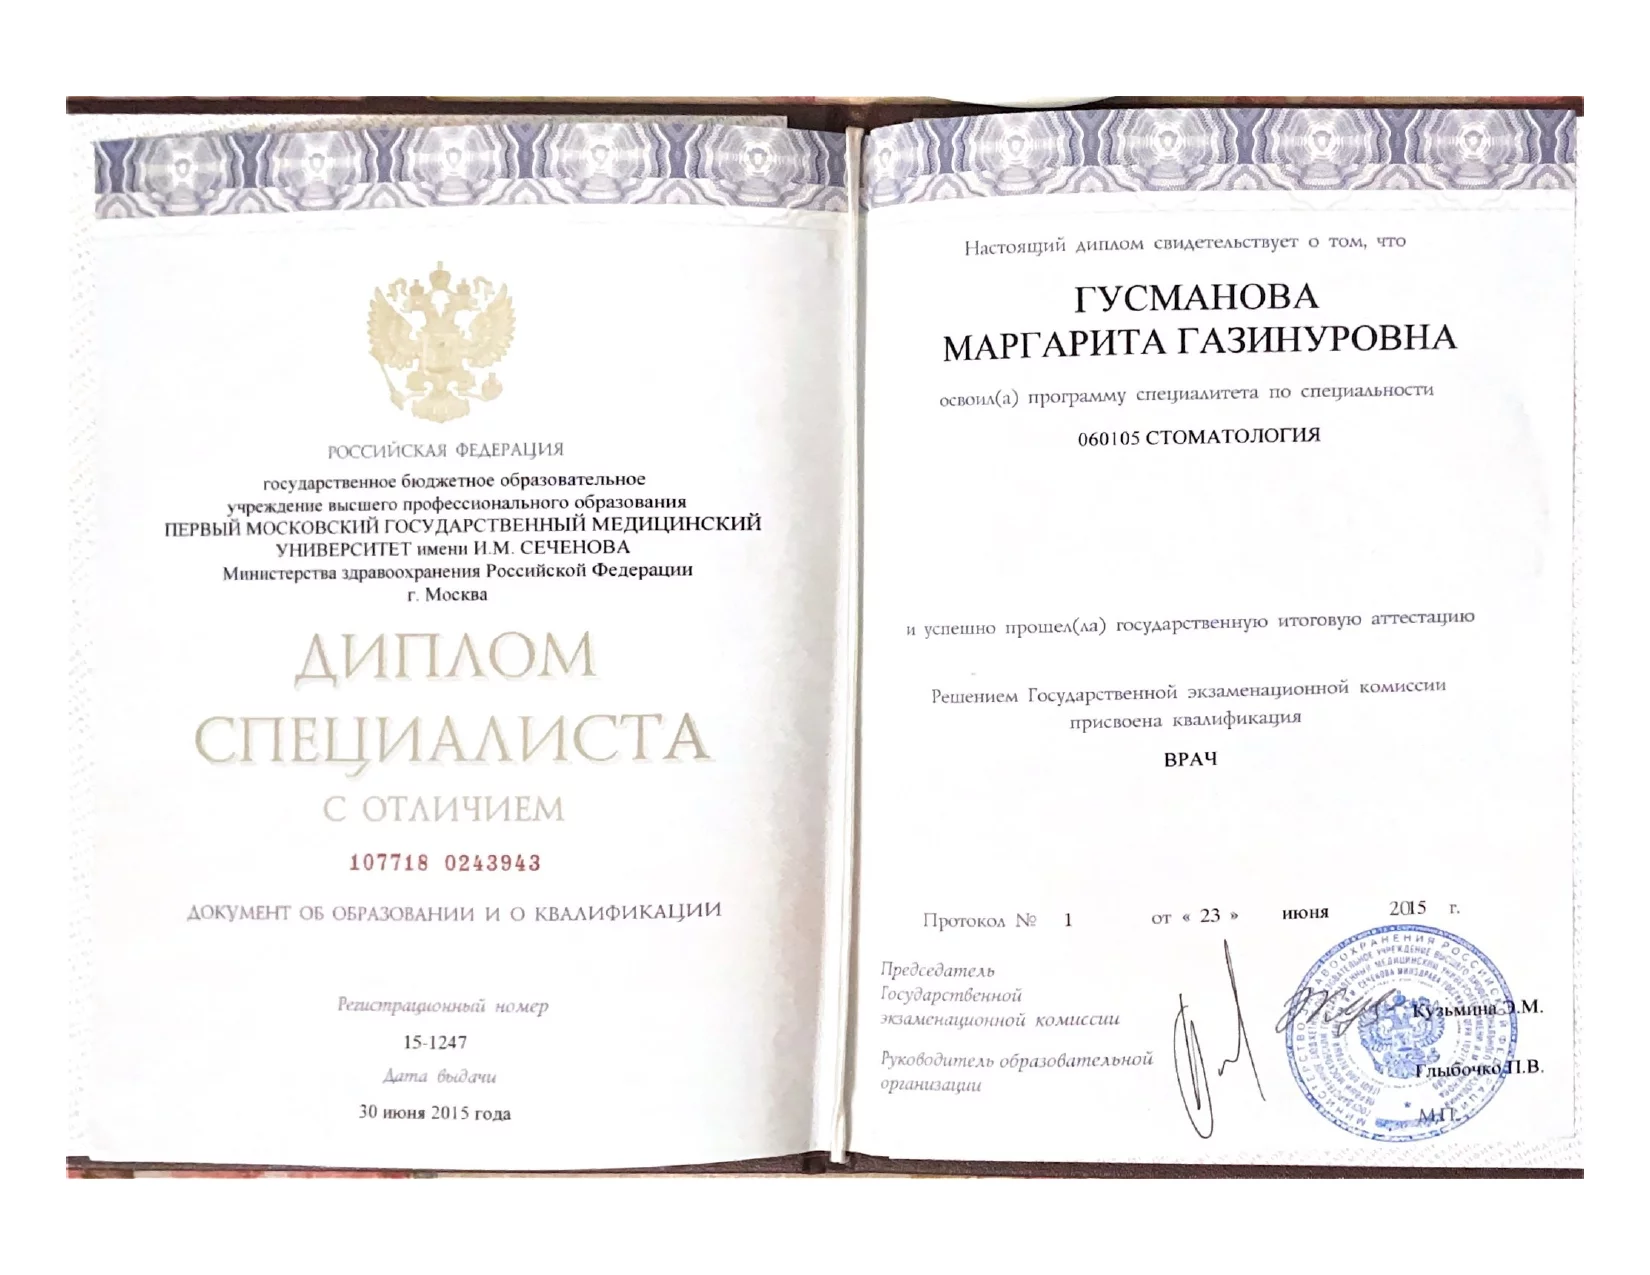 РОССИЙСКАЯ ФЕДЕРАЦИЯ
государственное бюджетное образовательное
учреждение высшего профессионального образования
ПЕРВЫЙ МОСКОВСКИЙ ГОСУДАРСТВЕННЫЙ МЕДИЦИНСКИЙ
УНИВЕРСИТЕТ имени И.М. СЕЧЕНОВА
Министерства здравоохранения Российской Федерации
г. Москва
ДИПЛОМ
СПЕЦИАЛИСТА
С ОТЛИЧИЕМ
107718 0243943
ДОКУМЕНТ ОБ ОБРАЗОВАНИИ И О КВАЛИФИКАЦИИ
Регистрационный номер
15-1247
Дата выдачи
30 июня 2015 года
Настоящий диплом свидетельствует о том, что
ГУСМАНОВА
МАРГАРИТА ГАЗИНУРОВНА
освоил(а) программу специалитета по специальности
060105 СТОМАТОЛОГИЯ
и успешно прошел(ла) государственную итоговую аттестацию
Решением Государственной экзаменационной комиссии
присвоена квалификация
ВРАЧ
Протокол № 1 от « 23 » июня 2015 г.
Председатель
Государственной
экзаменационной комиссии
Кузьмина Э.М.
Руководитель образовательной
организации
Глыбочко П.В.
М.П.